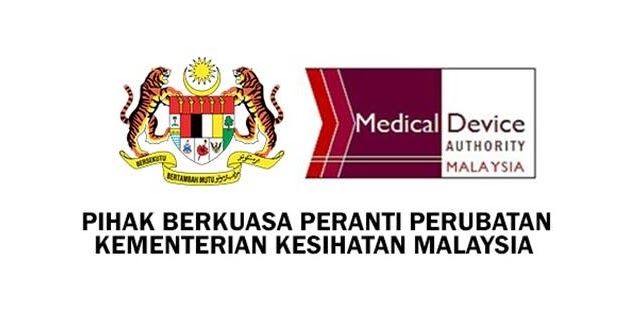 BERSEKUTU
BERTAMBAH MUTU
Medical Device
AUTHORITY
MALAYSIA
PIHAK BERKUASA PERANTI PERUBATAN
KEMENTERIAN KESIHATAN MALAYSIA